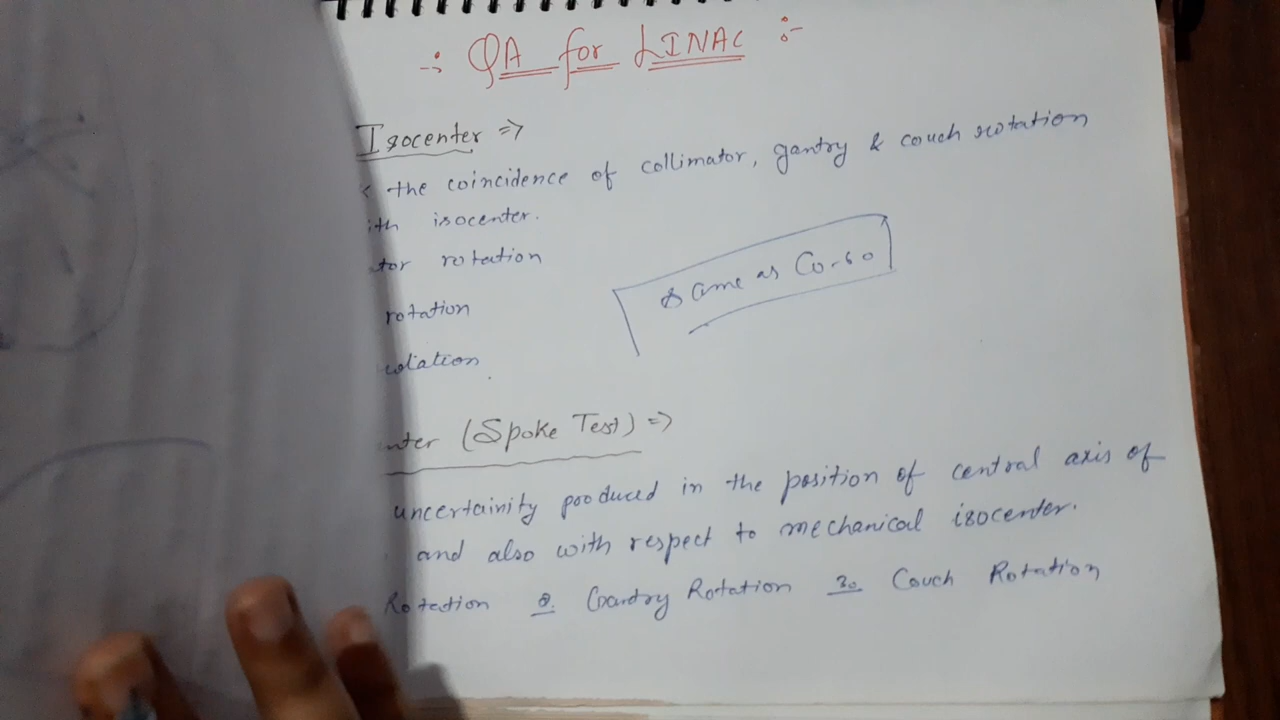 -: QA for LINAC :-
Isocenter =>
the coincidence of collimator, gantry & couch rotation
ith isocenter.
tor rotation
rotation
otation
Same as Co-60
nter (Spoke Test) =>
uncertainity produced in the position of central axis of
and also with respect to mechanical isocenter.
Rotation 2. Gantry Rotation 3. Couch Rotation